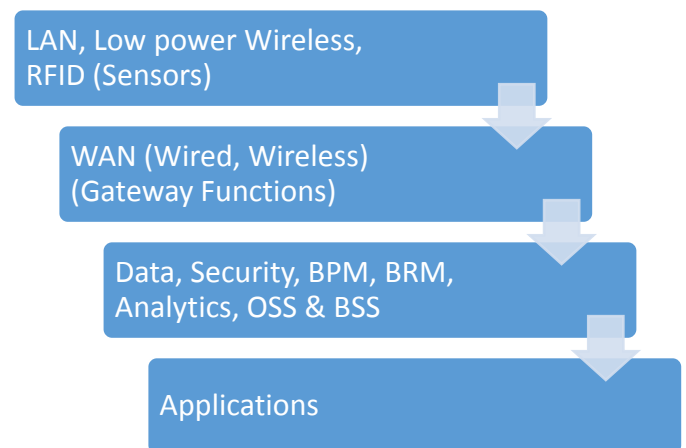 LAN, Low power Wireless,
RFID (Sensors)
WAN (Wired, Wireless)
(Gateway Functions)
Data, Security, BPM, BRM,
Analytics, OSS & BSS
Applications